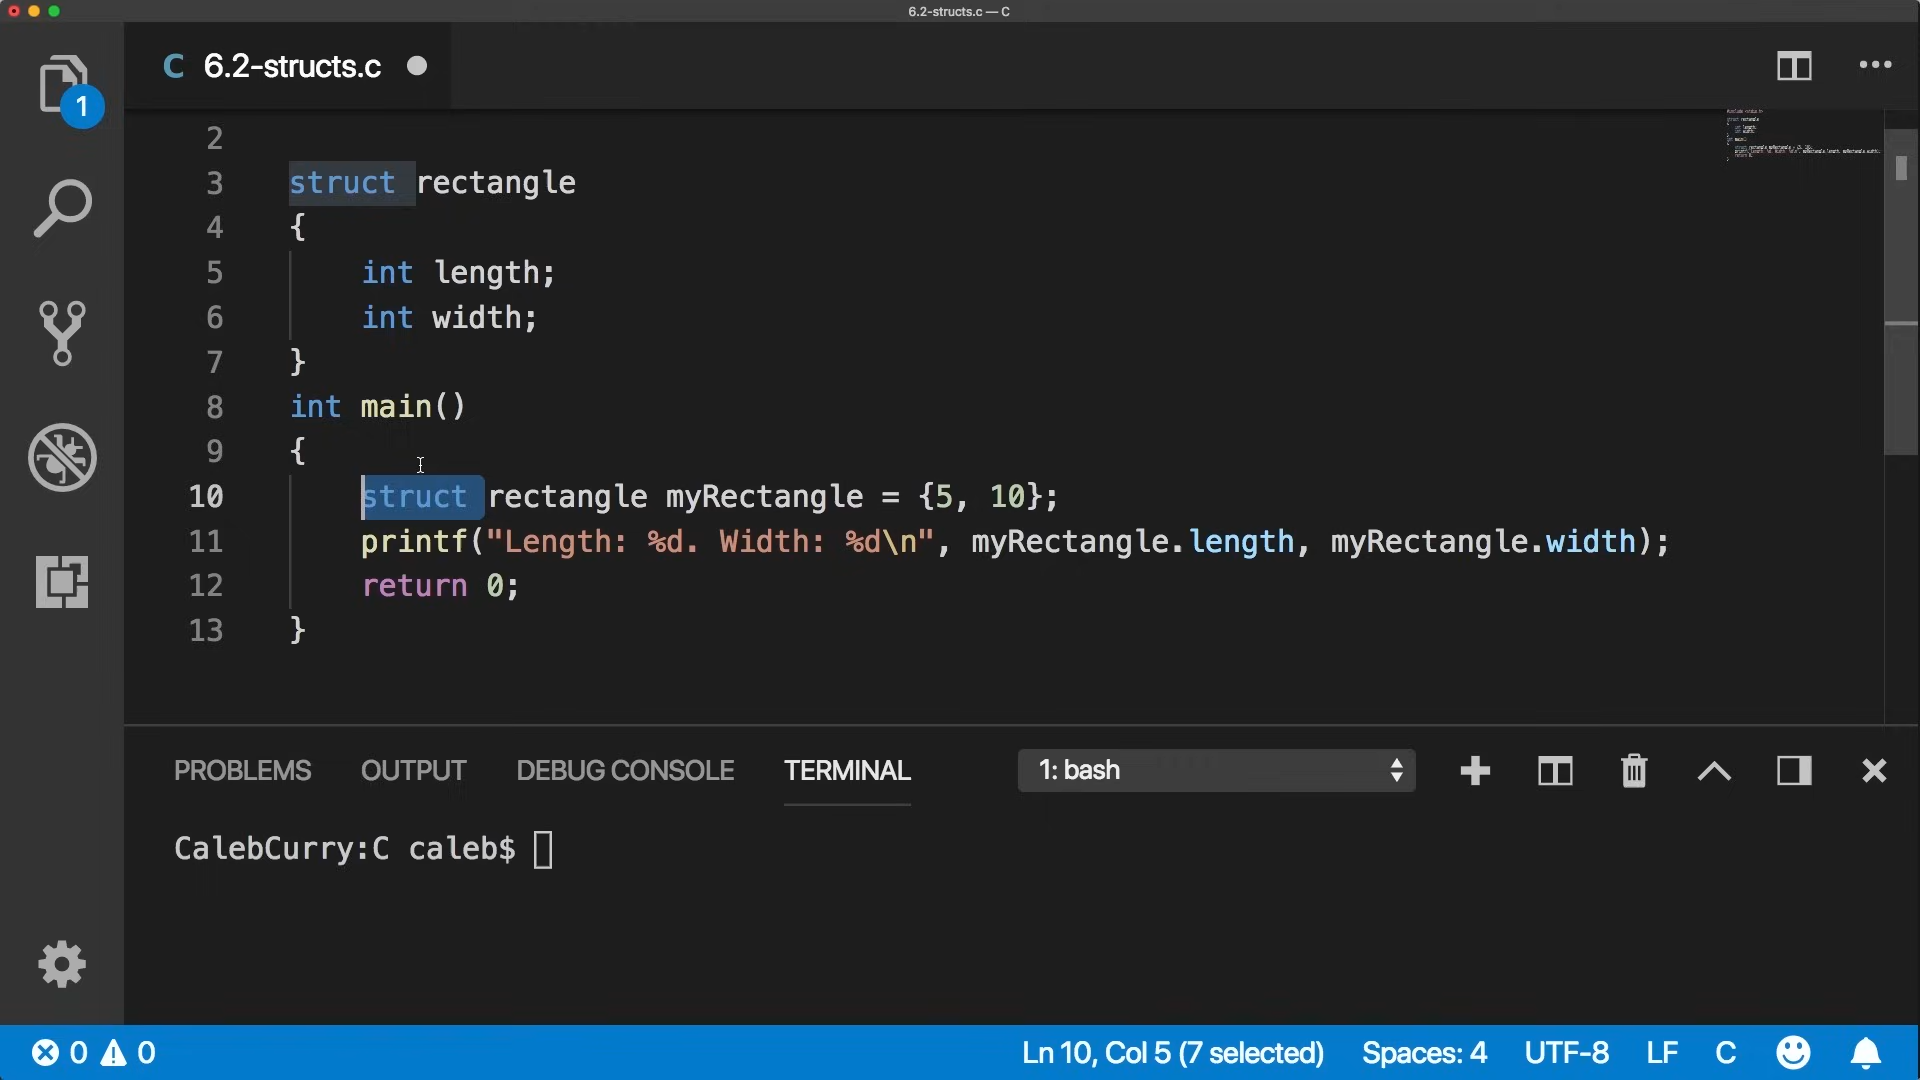 6.2-structs.c — C
1
C 6.2-structs.c
2
3 struct rectangle
4 {
5 int length;
6 int width;
7 }
8 int main()
9 {
10 struct rectangle myRectangle = {5, 10};
11 printf("Length: %d. Width: %d\n", myRectangle.length, myRectangle.width);
12 return 0;
13 }
PROBLEMS OUTPUT DEBUG CONSOLE TERMINAL 1: bash
CalebCurry:C caleb$
0 0 Ln 10, Col 5 (7 selected) Spaces: 4 UTF-8 LF C